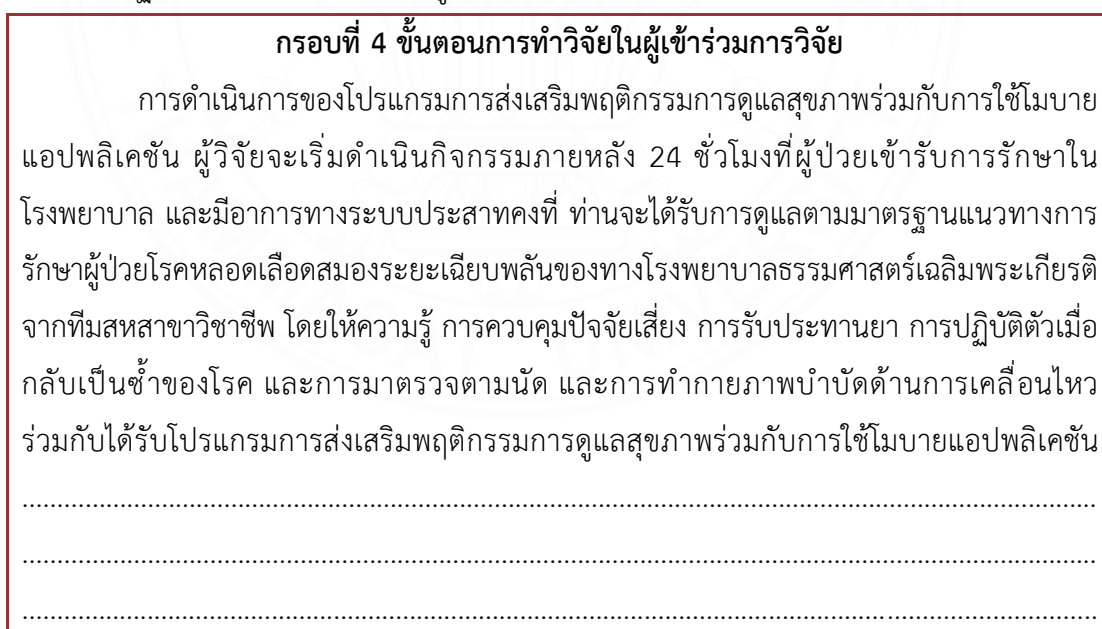 กรอบที่ 4 ขั้นตอนการทำวิจัยในผู้เข้าร่วมการวิจัย
การดำเนินการของโปรแกรมการส่งเสริมพฤติกรรมการดูแลสุขภาพร่วมกับการใช้โมบาย
แอปพลิเคชัน ผู้วิจัยจะเริ่มดำเนินกิจกรรมภายหลัง 24 ชั่วโมงที่ผู้ป่วยเข้ารับการรักษาใน
โรงพยาบาล และมีอาการทางระบบประสาทคงที่ ท่านจะได้รับการดูแลตามมาตรฐานแนวทางการ
รักษาผู้ป่วยโรคหลอดเลือดสมองระยะเฉียบพลันของทางโรงพยาบาลธรรมศาสตร์เฉลิมพระเกียรติ
จากทีมสหสาขาวิชาชีพ โดยให้ความรู้ การควบคุมปัจจัยเสี่ยง การรับประทานยา การปฏิบัติตัวเมื่อ
กลับเป็นซ้ำของโรค และการมาตรวจตามนัด และการทำกายภาพบำบัดด้านการเคลื่อนไหว
ร่วมกับได้รับโปรแกรมการส่งเสริมพฤติกรรมการดูแลสุขภาพร่วมกับการใช้โมบายแอปพลิเคชัน
................................................................................
................................................................................
................................................................................